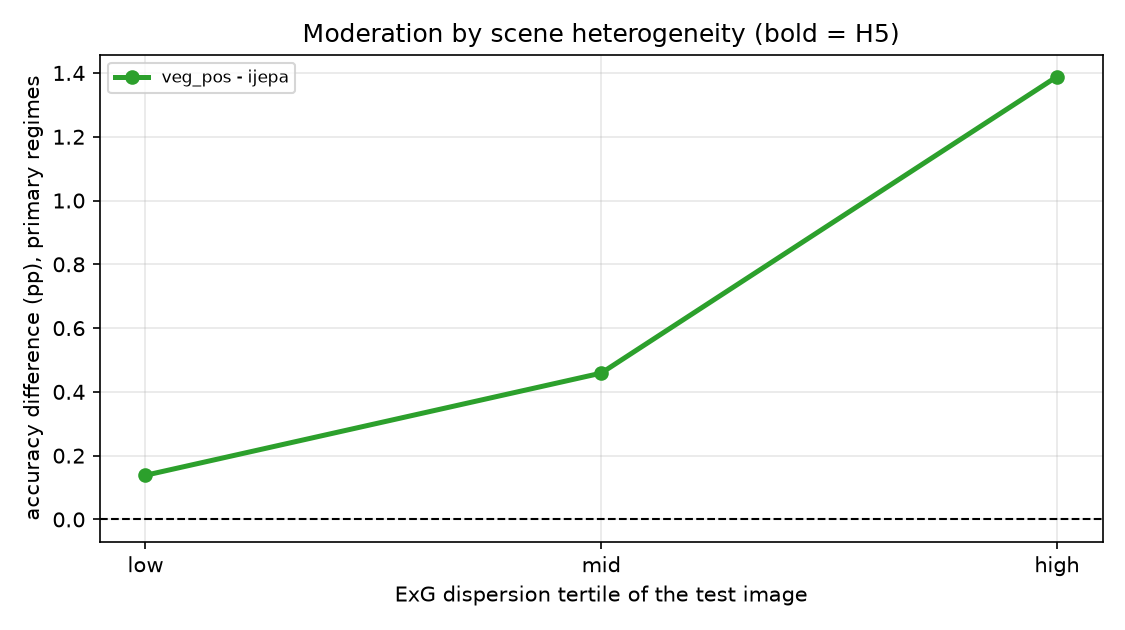 Moderation by scene heterogeneity (bold = H5)
veg_pos - ijepa
accuracy difference (pp), primary regimes
1.4
1.2
1.0
0.8
0.6
0.4
0.2
0.0
low mid high
ExG dispersion tertile of the test image